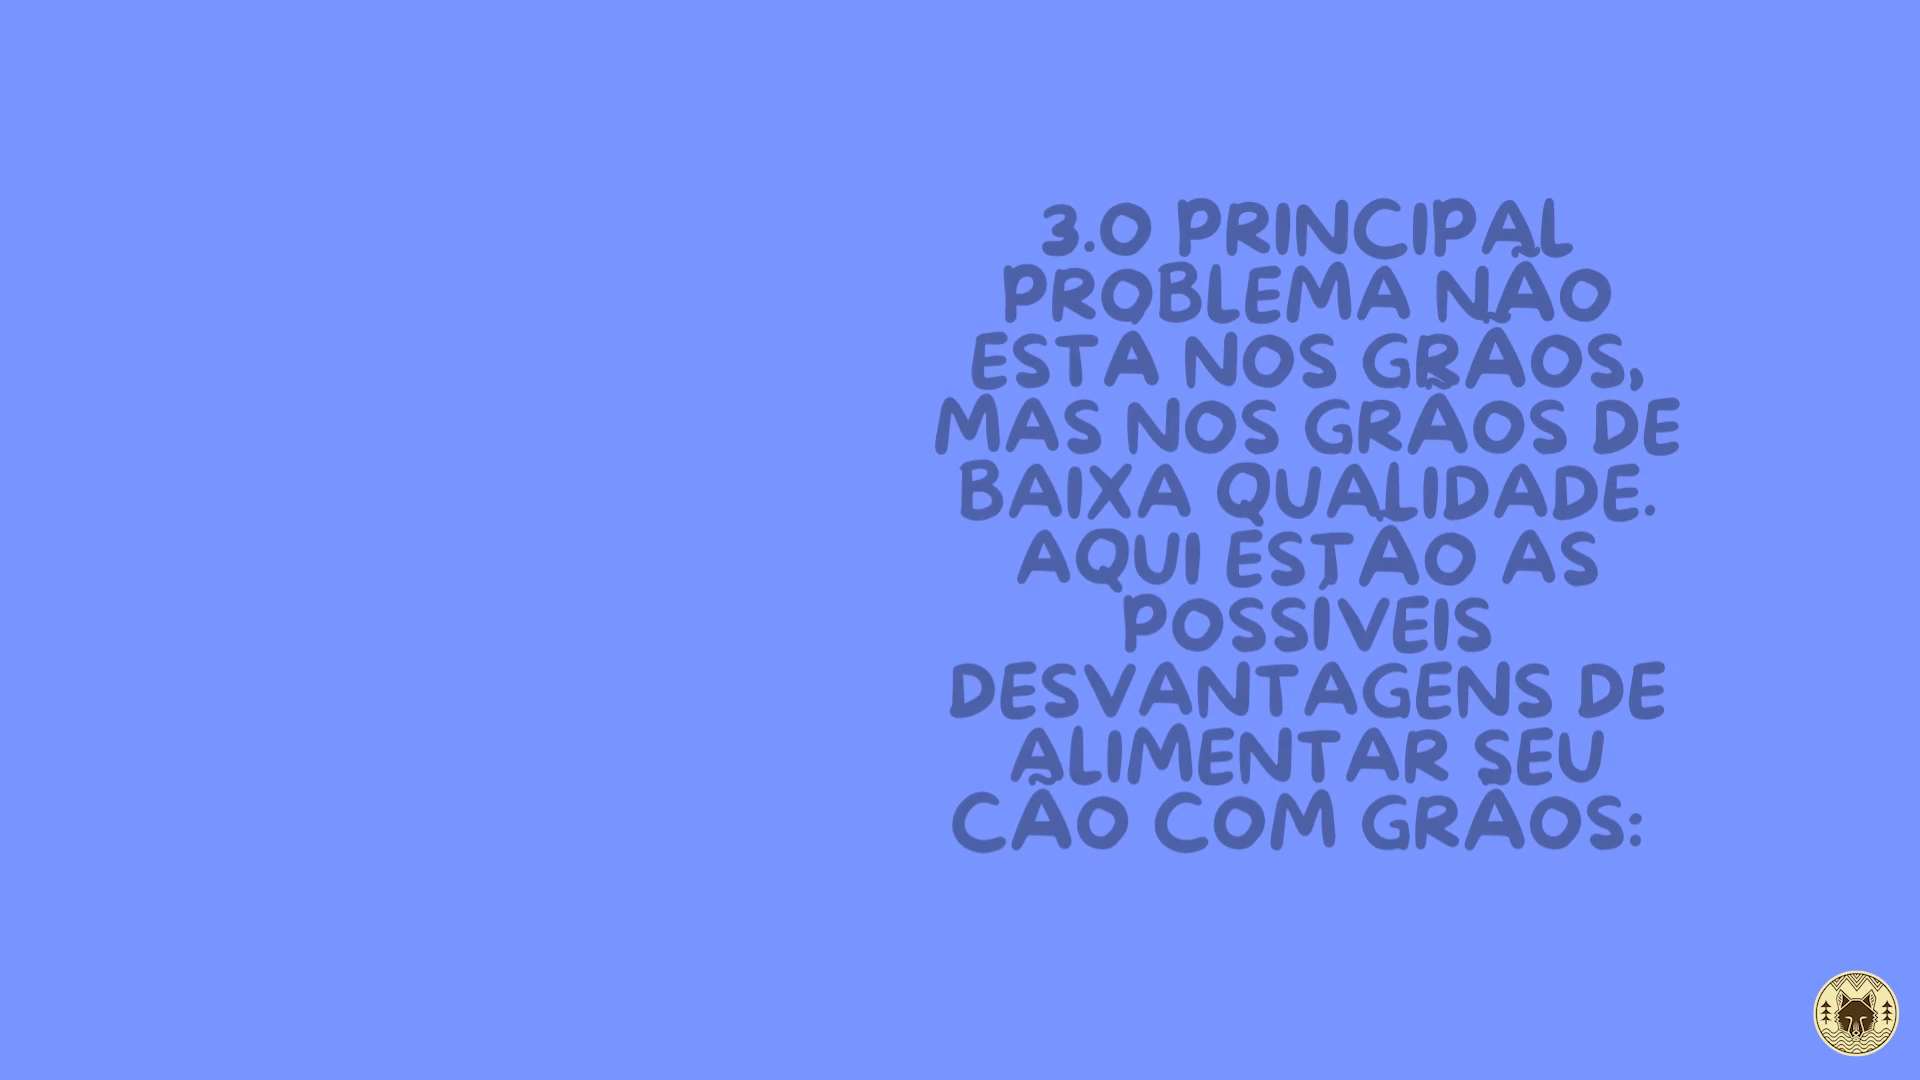 3.O PRINCIPAL
PROBLEMA NÃO
ESTÁ NOS GRÃOS,
MAS NOS GRÃOS DE
BAIXA QUALIDADE.
AQUI ESTÃO AS
POSSÍVEIS
DESVANTAGENS DE
ALIMENTAR SEU
CÃO COM GRÃOS: